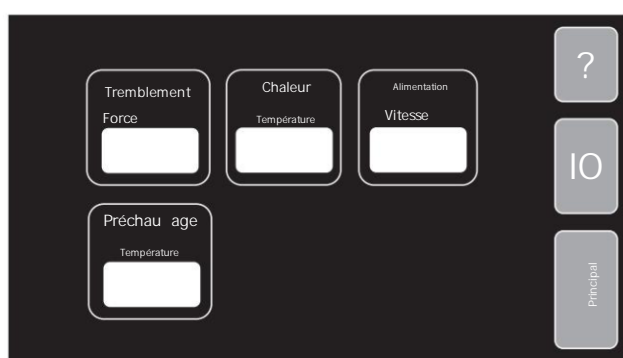 Tremblement
Force
Chaleur
Température
Alimentation
Vitesse
Préchau age
Température
?
IO
Principal